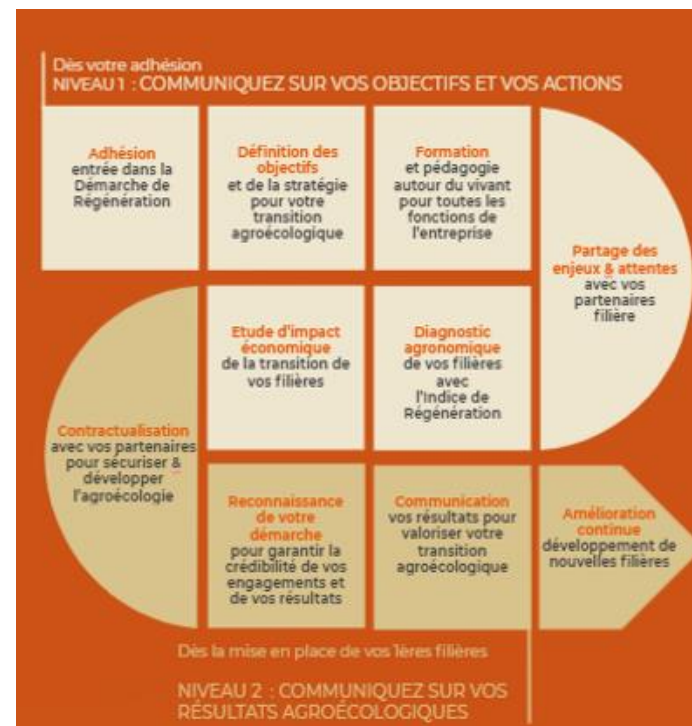 Dès votre adhésion
NIVEAU 1 : COMMUNIQUEZ SUR VOS OBJECTIFS ET VOS ACTIONS
Adhésion
entrée dans la
Démarche de
Régénération
Définition des
objectifs
et de la stratégie
pour votre
transition
agroécologique
Formation
et pédagogie
autour du vivant
pour toutes les
fonctions de
l'entreprise
Partage des
enjeux & attentes
avec vos
partenaires
filière
Diagnostic
agronomique
de vos filières
avec
l'Indice de
Régénération
Etude d'impact
économique
de la transition de
vos filières
Contractualisation
avec vos partenaires
pour sécuriser &
développer
l'agroécologie
Reconnaissance
de votre
démarche
pour garantir la
crédibilité de vos
engagements et
de vos résultats
Communication
vos résultats pour
valoriser votre
transition
agroécologique
Amélioration
continue
développement de
nouvelles filières
Dès la mise en place de vos 1ères filières
NIVEAU 2 : COMMUNIQUEZ SUR VOS
RÉSULTATS AGROÉCOLOGIQUES